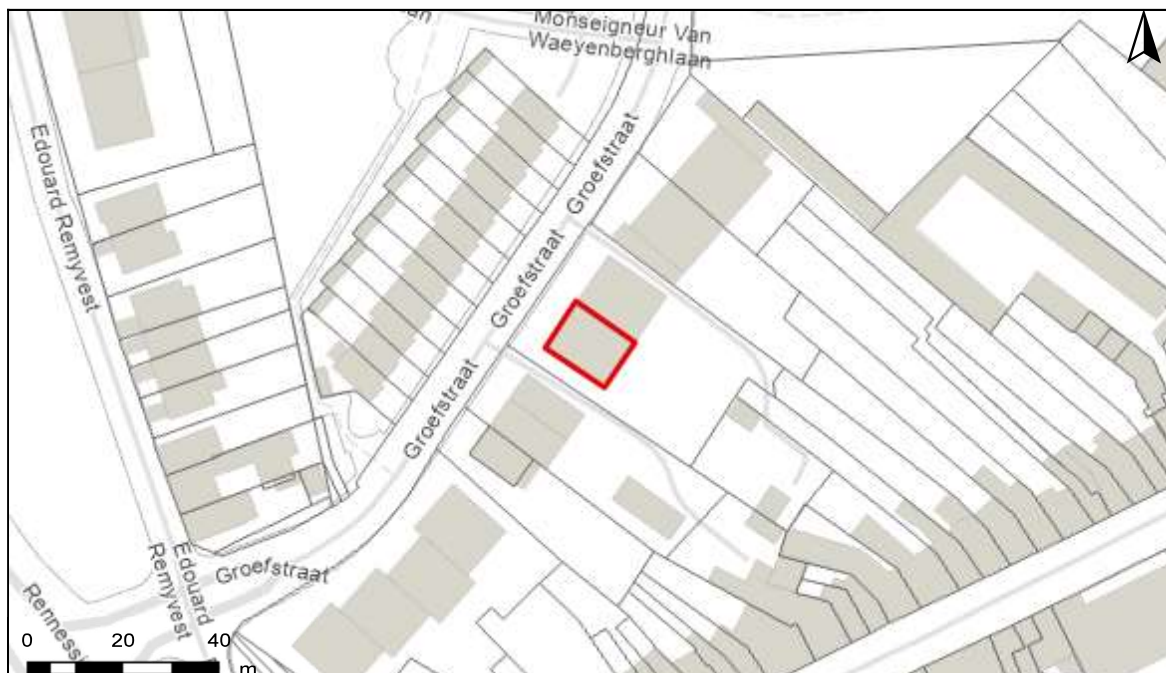 Monseigneur Van
Waeyenberghlaan
Groefstraat
Edouard Remyvest
Groefstraat
Groefstraat
Groefstraat
Edouard
Remyvest
Groefstraat
0 20 40
m